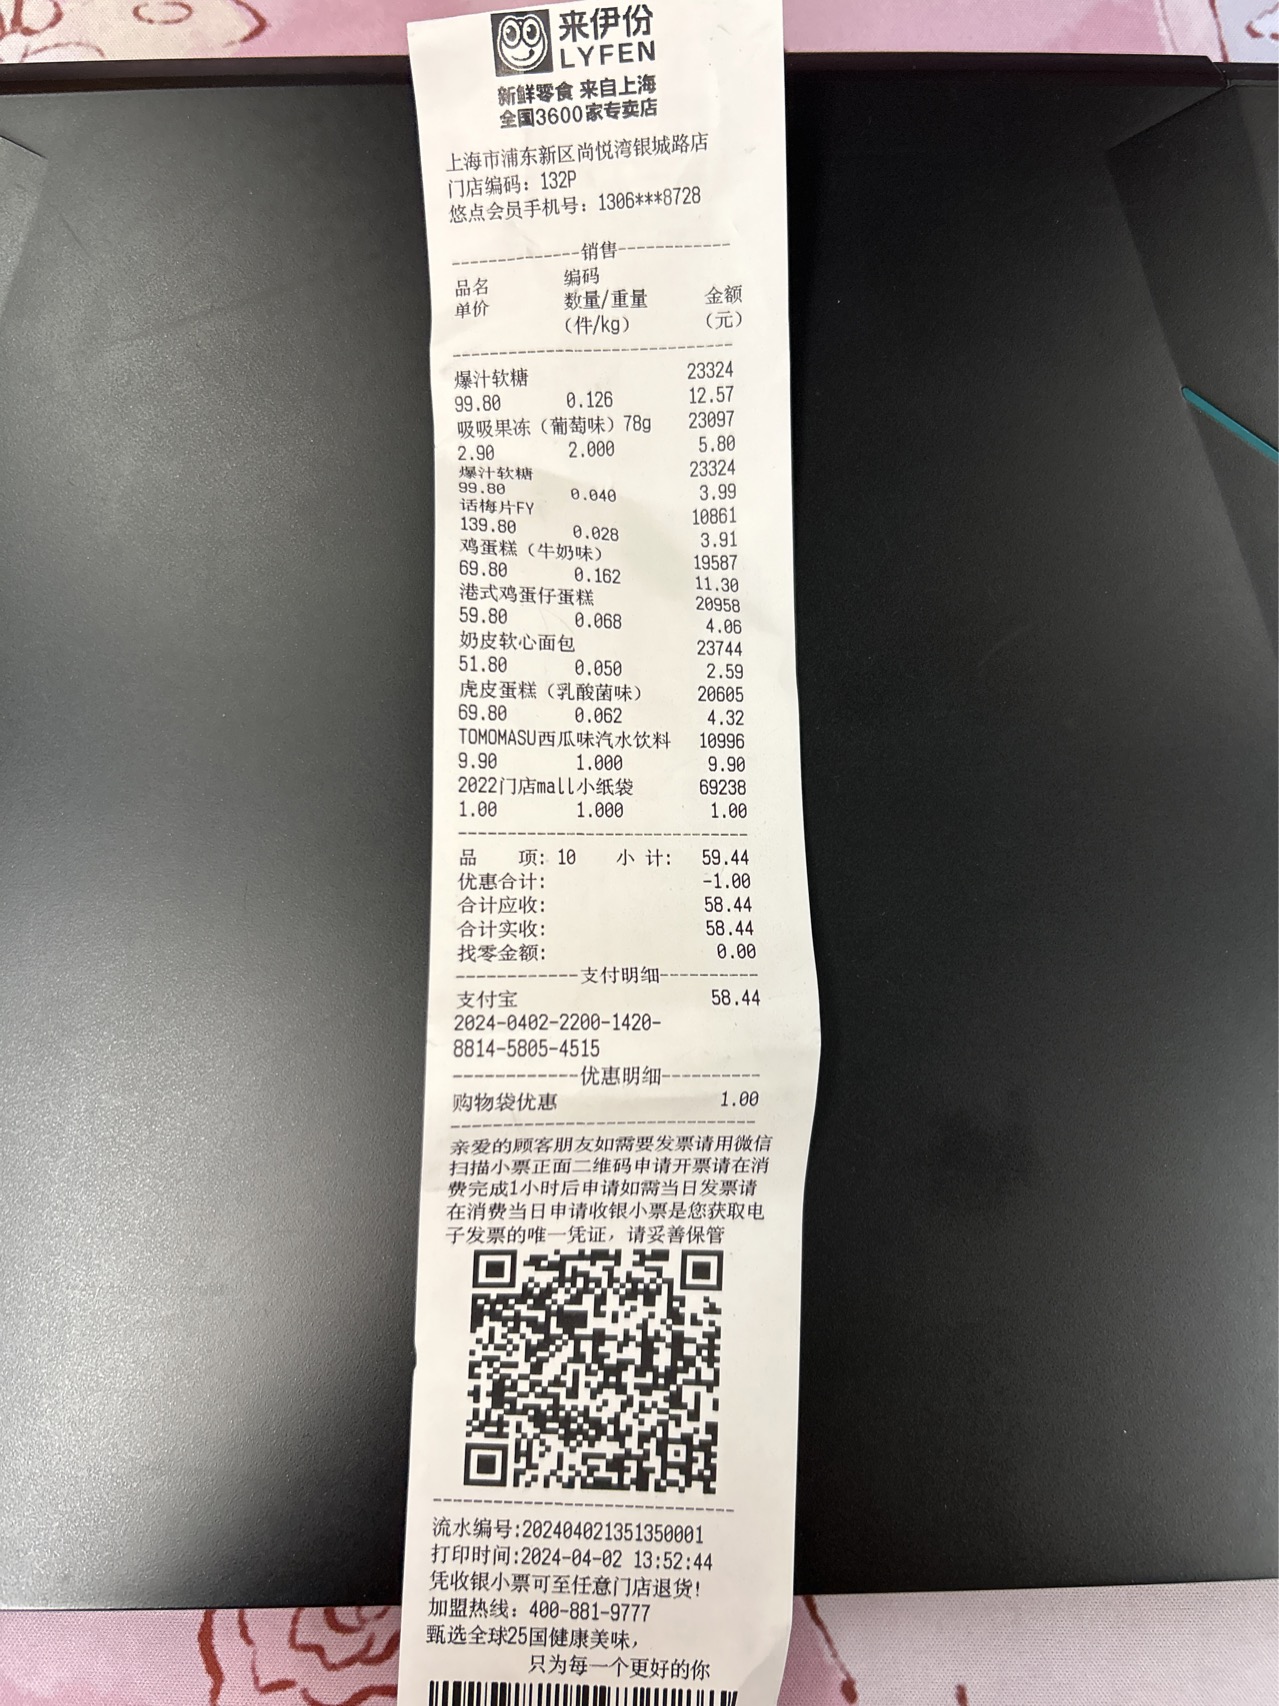 来伊份
LYFEN
新鲜零食 来自上海
全国3600家专卖店
上海市浦东新区尚悦湾银城路店
门店编码：132P
悠点会员手机号：1306***8728
--------------销售-------------
品名 编码
单价 数量/重量 金额
（件/kg） （元）
-------------------------------
爆汁软糖 23324
99.80 0.126 12.57
吸吸果冻（葡萄味）78g 23097
2.90 2.000 5.80
爆汁软糖 23324
99.80 0.040 3.99
话梅片FY 10861
139.80 0.028 3.91
鸡蛋糕（牛奶味） 19587
69.80 0.162 11.30
港式鸡蛋仔蛋糕 20958
59.80 0.068 4.06
奶皮软心面包 23744
51.80 0.050 2.59
虎皮蛋糕（乳酸菌味） 20605
69.80 0.062 4.32
TOMOMASU西瓜味汽水饮料 10996
9.90 1.000 9.90
2022门店mall小纸袋 69238
1.00 1.000 1.00
-------------------------------
品 项: 10 小 计: 59.44
优惠合计: -1.00
合计应收: 58.44
合计实收: 58.44
找零金额: 0.00
-------------支付明细-----------
支付宝 58.44
2024-0402-2200-1420-
8814-5805-4515
-------------优惠明细-----------
购物袋优惠 1.00
-------------------------------
亲爱的顾客朋友如需要发票请用微信
扫描小票正面二维码申请开票请在消
费完成1小时后申请如需当日发票请
在消费当日申请收银小票是您获取电
子发票的唯一凭证，请妥善保管
-------------------------------
流水编号:202404021351350001
打印时间:2024-04-02 13:52:44
凭收银小票可至任意门店退货!
加盟热线：400-881-9777
甄选全球25国健康美味，
只为每一个更好的你